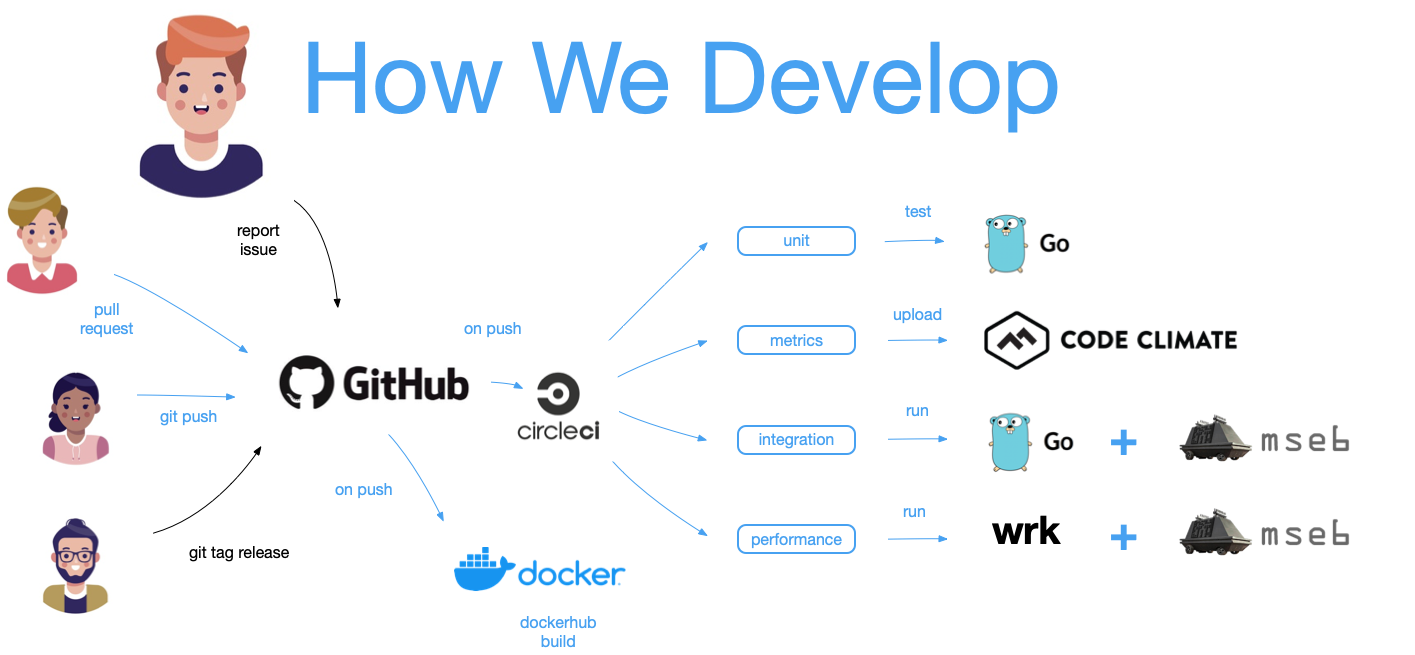 How We Develop
report
issue
pull
request
git push
git tag release
GitHub
on push
on push
circleci
docker
dockerhub
build
unit
test
Go
metrics
upload
CODE CLIMATE
integration
run
Go
+
mseb
performance
run
wrk
+
mseb